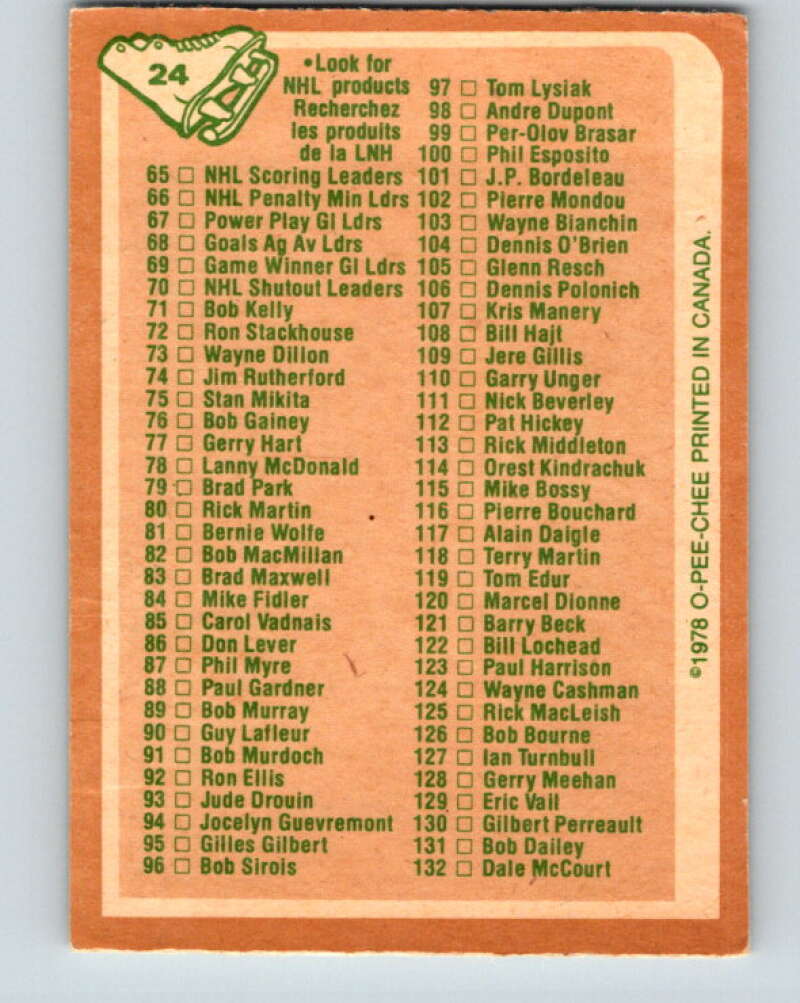 24
•Look for
NHL products
Recherchez
les produits
de la LNH
65 □ NHL Scoring Leaders
66 □ NHL Penalty Min Ldrs
67 □ Power Play Gl Ldrs
68 □ Goals Ag Av Ldrs
69 □ Game Winner Gl Ldrs
70 □ NHL Shutout Leaders
71 □ Bob Kelly
72 □ Ron Stackhouse
73 □ Wayne Dillon
74 □ Jim Rutherford
75 □ Stan Mikita
76 □ Bob Gainey
77 □ Gerry Hart
78 □ Lanny McDonald
79 □ Brad Park
80 □ Rick Martin
81 □ Bernie Wolfe
82 □ Bob MacMillan
83 □ Brad Maxwell
84 □ Mike Fidler
85 □ Carol Vadnais
86 □ Don Lever
87 □ Phil Myre
88 □ Paul Gardner
89 □ Bob Murray
90 □ Guy Lafleur
91 □ Bob Murdoch
92 □ Ron Ellis
93 □ Jude Drouin
94 □ Jocelyn Guevremont
95 □ Gilles Gilbert
96 □ Bob Sirois
97 □ Tom Lysiak
98 □ Andre Dupont
99 □ Per-Olov Brasar
100 □ Phil Esposito
101 □ J.P. Bordeleau
102 □ Pierre Mondou
103 □ Wayne Bianchin
104 □ Dennis O'Brien
105 □ Glenn Resch
106 □ Dennis Polonich
107 □ Kris Manery
108 □ Bill Hajt
109 □ Jere Gillis
110 □ Garry Unger
111 □ Nick Beverley
112 □ Pat Hickey
113 □ Rick Middleton
114 □ Orest Kindrachuk
115 □ Mike Bossy
116 □ Pierre Bouchard
117 □ Alain Daigle
118 □ Terry Martin
119 □ Tom Edur
120 □ Marcel Dionne
121 □ Barry Beck
122 □ Bill Lochead
123 □ Paul Harrison
124 □ Wayne Cashman
125 □ Rick MacLeish
126 □ Bob Bourne
127 □ Ian Turnbull
128 □ Gerry Meehan
129 □ Eric Vail
130 □ Gilbert Perreault
131 □ Bob Dailey
132 □ Dale McCourt
©1978 O-PEE-CHEE PRINTED IN CANADA.